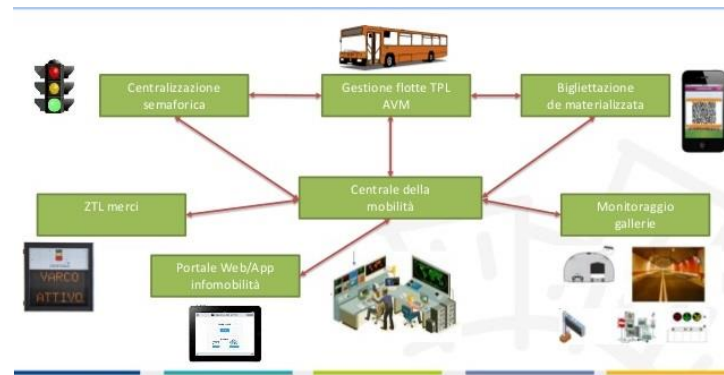 Centralizzazione
semaforica
Gestione flotte TPL
AVM
Bigliettazione
de materializzata
ZTL merci
Centrale della
mobilità
Monitoraggio
gallerie
Portale Web/App
infomobilità
VARCO
ATTIVO